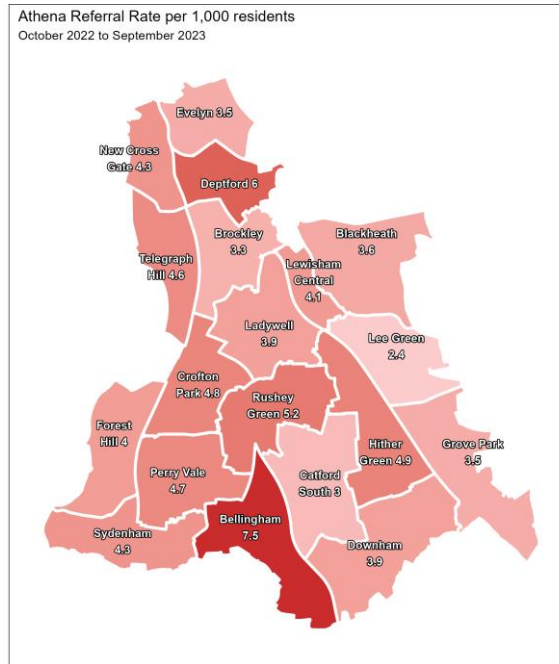 Athena Referral Rate per 1,000 residents
October 2022 to September 2023
Evelyn 3.5
New Cross
Gate 4.3
Deptford 6
Brockley
3.3
Blackheath
3.6
Telegraph
Hill 4.6
Lewisham
Central
4.1
Ladywell
3.9
Lee Green
2.4
Crofton
Park 4.8
Rushey
Green 5.2
Forest
Hill 4
Hither
Green 4.9
Grove Park
3.5
Perry Vale
4.7
Catford
South 3
Bellingham
7.5
Sydenham
4.3
Downham
3.9